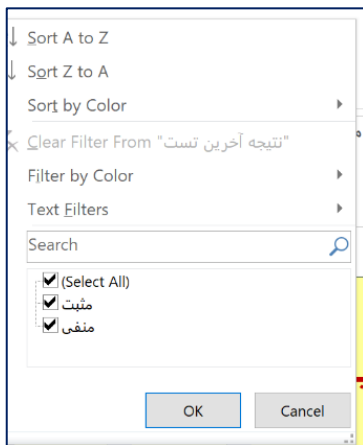 Sort A to Z
Sort Z to A
Sort by Color
Clear Filter From "نتیجه آخرین تست"
Filter by Color
Text Filters
Search
(Select All)
مثبت
منفی
OK
Cancel